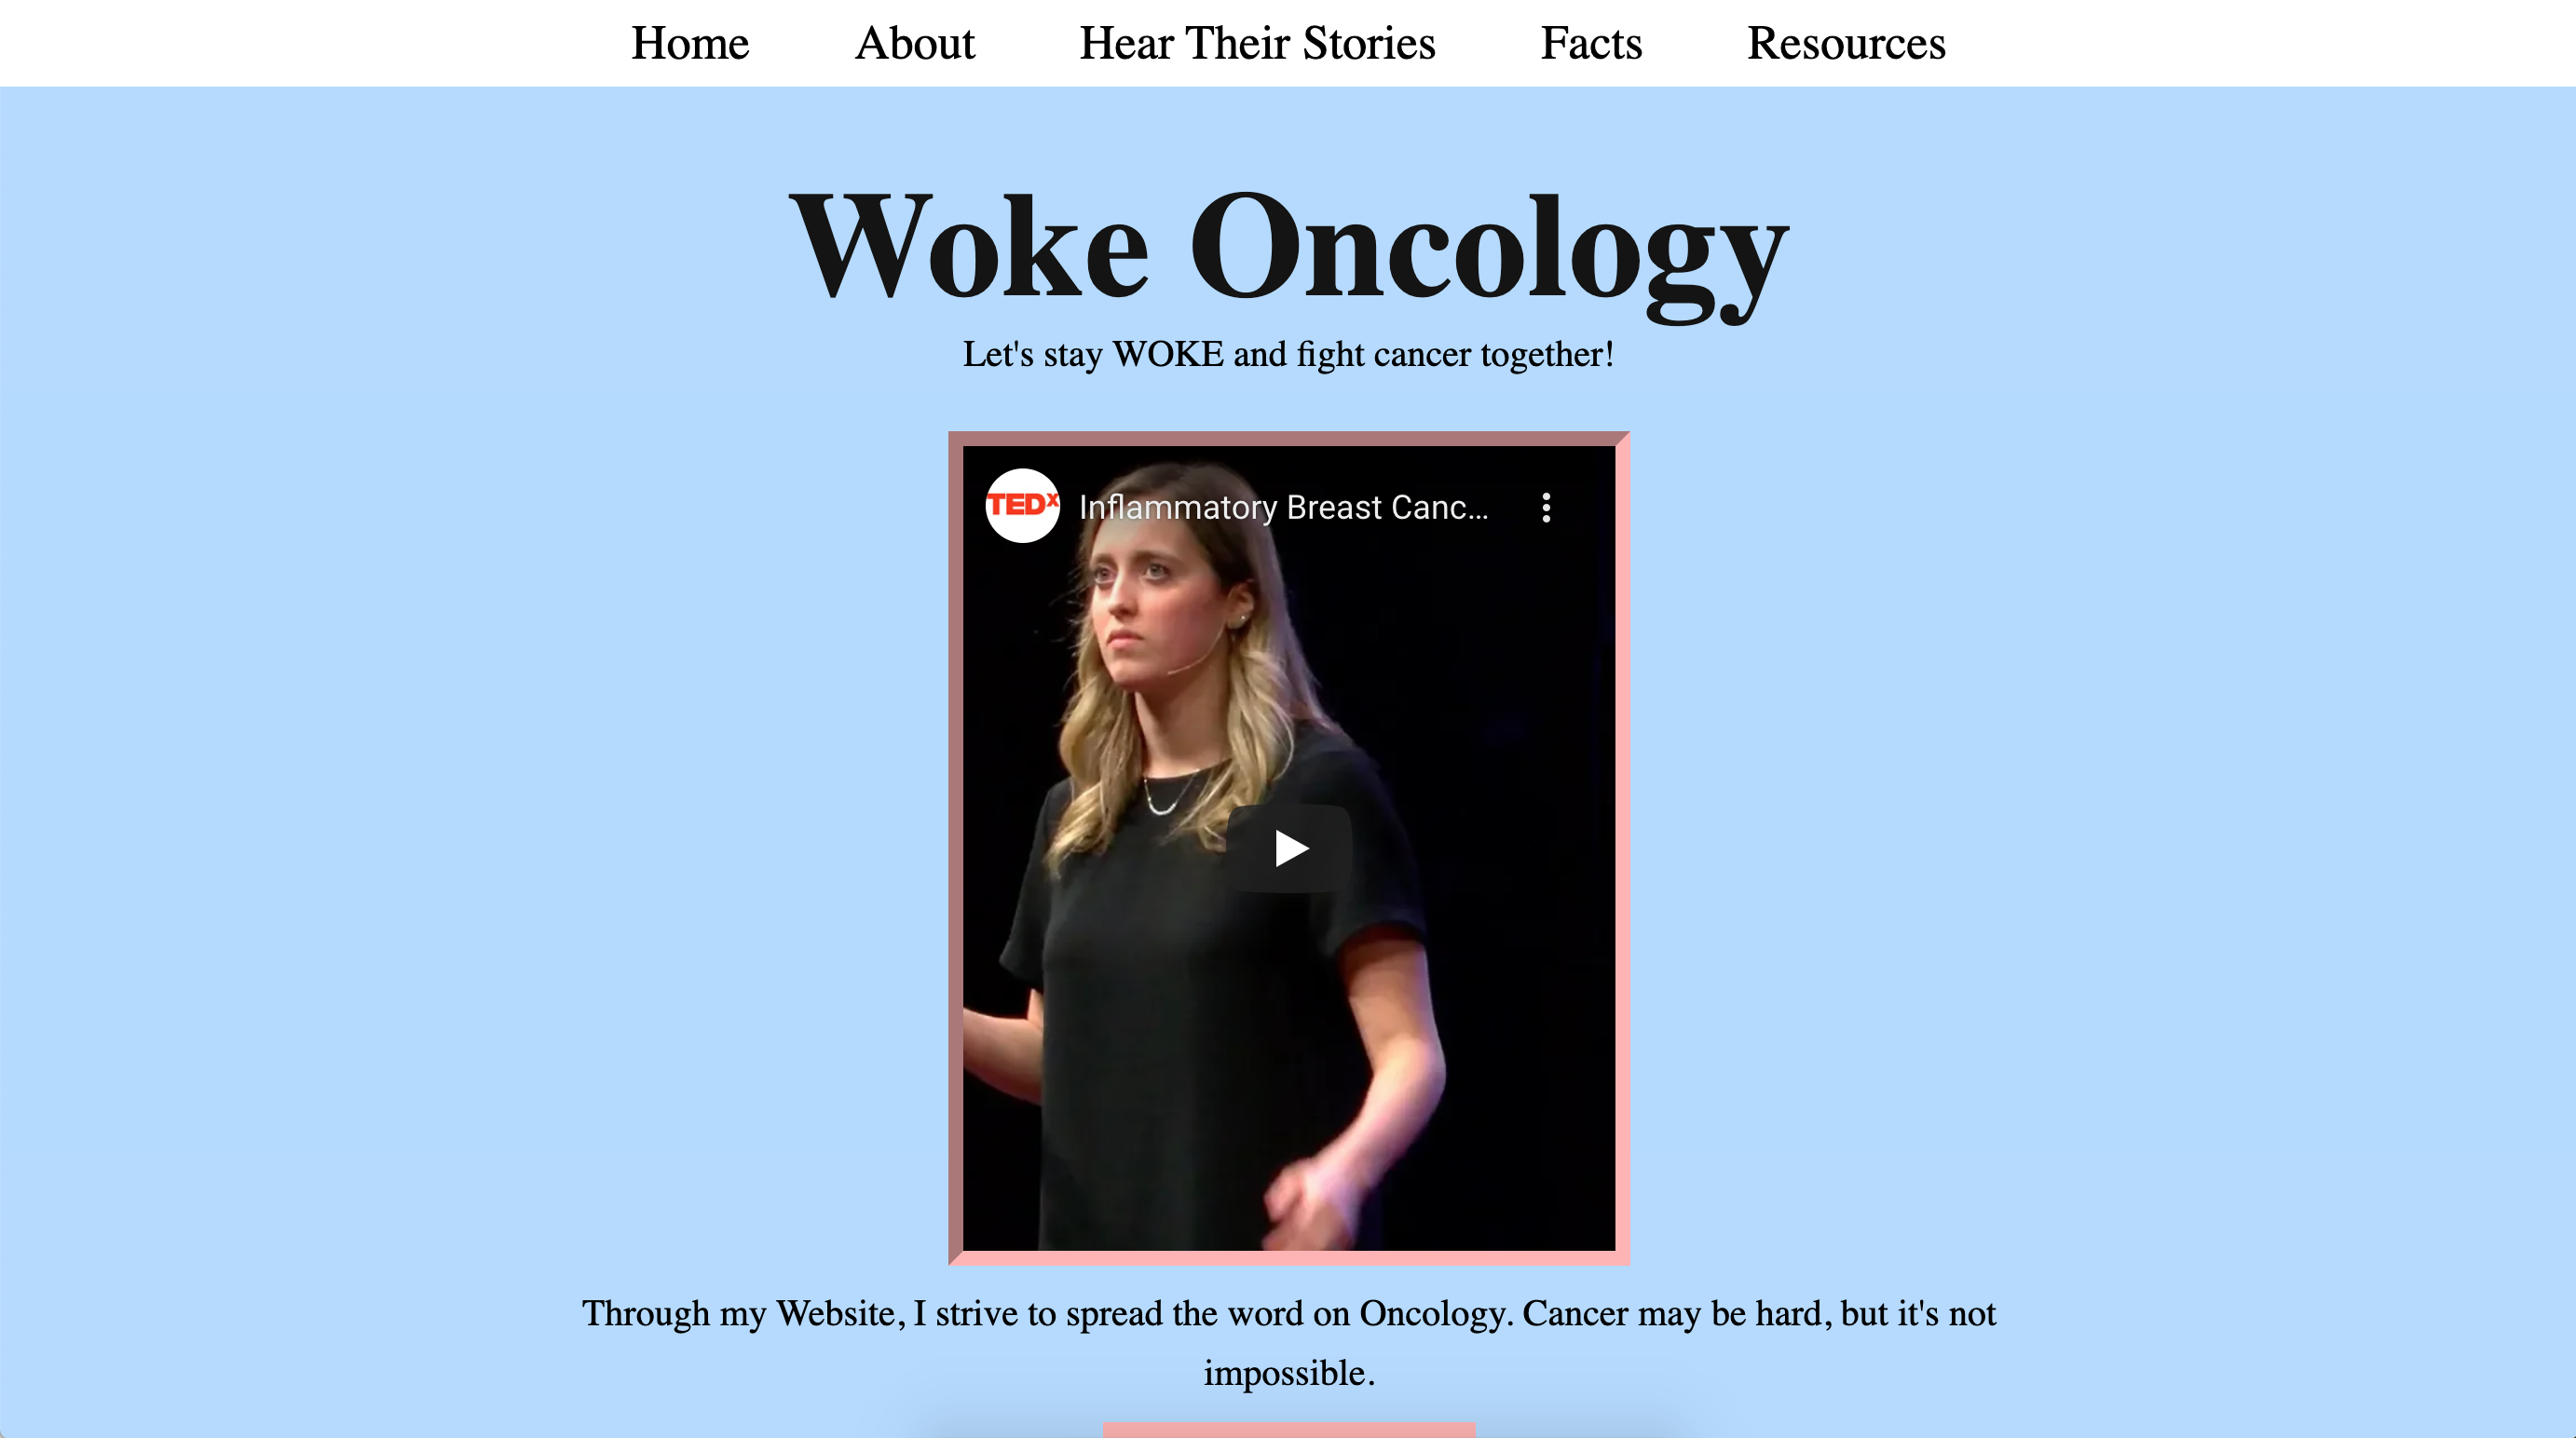 Home About Hear Their Stories Facts Resources
Woke Oncology
Let's stay WOKE and fight cancer together!
TEDx Inflammatory Breast Canc...
Through my Website, I strive to spread the word on Oncology. Cancer may be hard, but it's not
impossible.